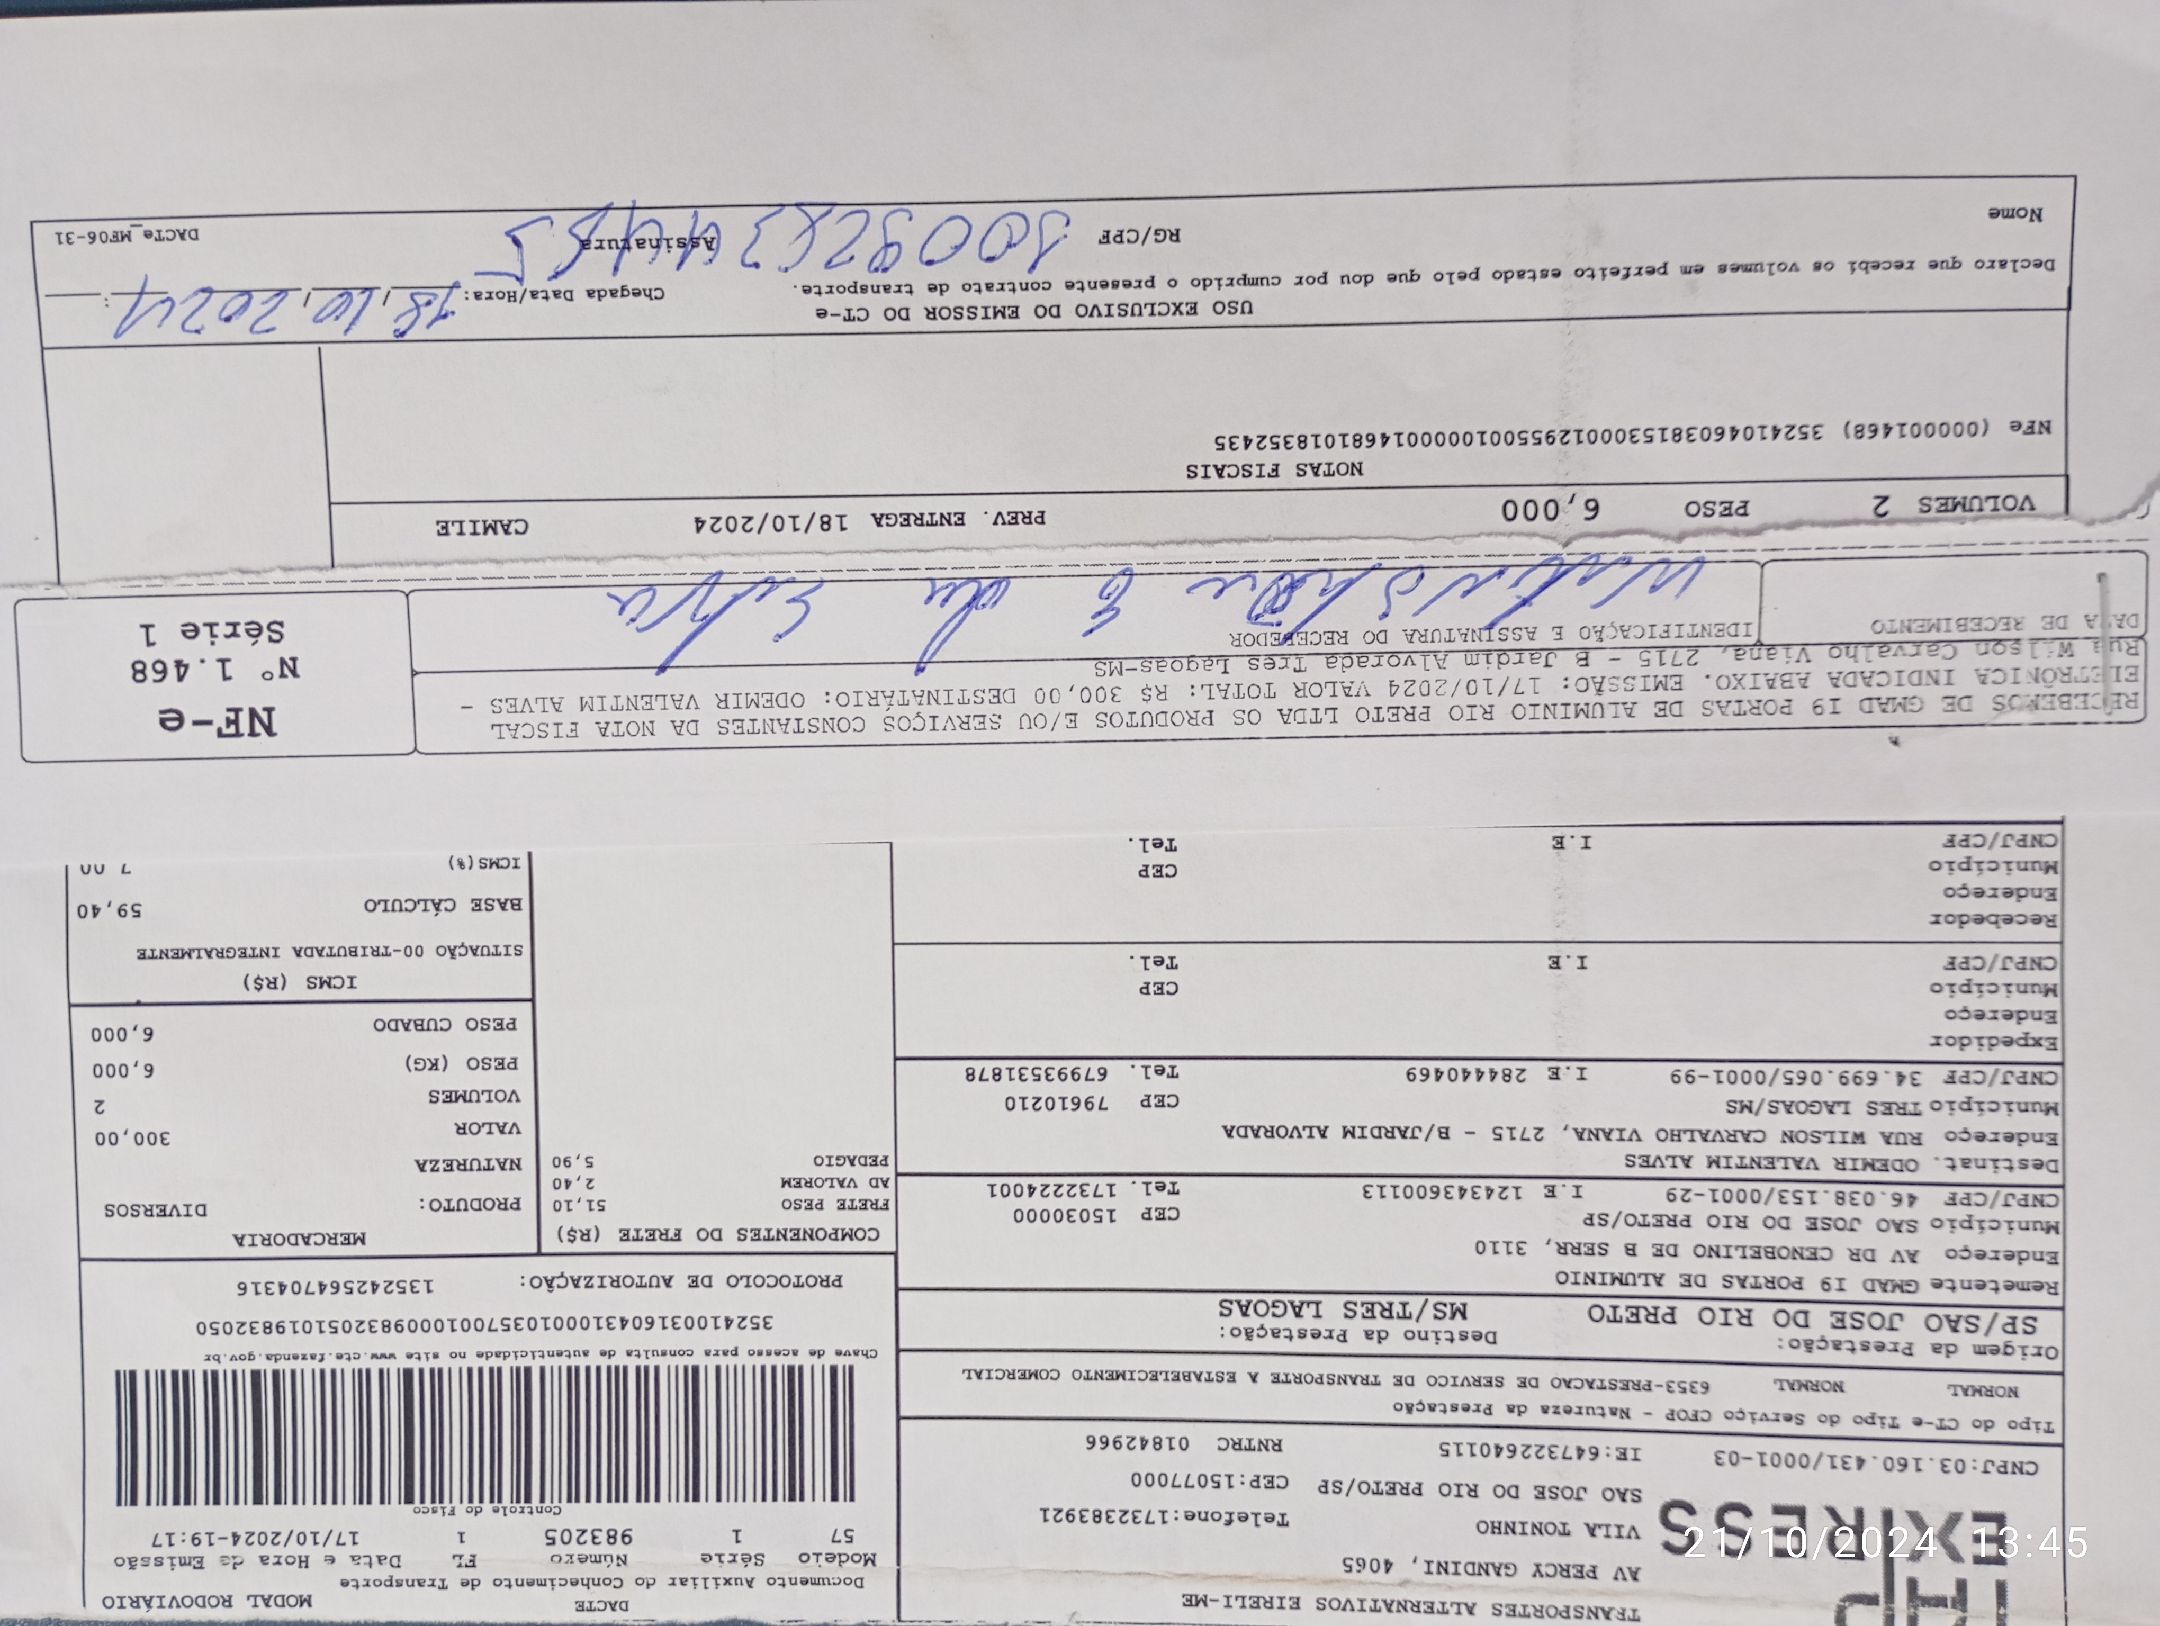 TRANSPORTES ALTERNATIVOS EIRELI-ME
AV PERCY GANDINI, 4065
VILA TONINHO Telefone:1732383921
SAO JOSE DO RIO PRETO/SP CEP:15077000
CNPJ:03.160.431/0001-03 IE:647322640115 RNTRC 01842966
DACTE MODAL RODOVIÁRIO
Documento Auxiliar do Conhecimento de Transporte
Modelo Série Número FL Data e Hora de Emissão
57 1 983205 1 17/10/2024-19:17
Controle do Fisco
Chave de acesso para consulta de autenticidade no site www.cte.fazenda.gov.br
35241003160431000103570010009832051019832050
PROTOCOLO DE AUTORIZAÇÃO: 135242564704316
Tipo do CT-e Tipo do Serviço CFOP - Natureza da Prestação
NORMAL NORMAL 6353-PRESTACAO DE SERVICO DE TRANSPORTE A ESTABELECIMENTO COMERCIAL
Origem da Prestação: Destino da Prestação:
SP/SAO JOSE DO RIO PRETO MS/TRES LAGOAS
Remetente GMAD I9 PORTAS DE ALUMINIO
Endereço AV DR CENOBELINO DE B SERR, 3110
Município SAO JOSE DO RIO PRETO/SP CEP 15030000
CNPJ/CPF 46.038.153/0001-29 I.E 124343600113 Tel. 1732224001
Destinat. ODEMIR VALENTIM ALVES
Endereço RUA WILSON CARVALHO VIANA, 2715 - B/JARDIM ALVORADA
Município TRES LAGOAS/MS CEP 79610210
CNPJ/CPF 34.699.065/0001-99 I.E 284440469 Tel. 67993531878
Expedidor
Endereço
Município CEP
CNPJ/CPF I.E Tel.
Recebedor
Endereço
Município CEP
CNPJ/CPF I.E Tel.
COMPONENTES DO FRETE (R$)
FRETE PESO 51,10
AD VALOREM 2,40
PEDAGIO 5,90
MERCADORIA
PRODUTO: DIVERSOS
NATUREZA
VALOR 300,00
VOLUMES 2
PESO (KG) 6,000
PESO CUBADO 6,000
ICMS (R$)
SITUAÇÃO 00-TRIBUTADA INTEGRALMENTE
BASE CÁLCULO 59,40
ICMS(%) 7,00
RECEBEMOS DE GMAD I9 PORTAS DE ALUMINIO RIO PRETO LTDA OS PRODUTOS E/OU SERVIÇOS CONSTANTES DA NOTA FISCAL
ELETRÔNICA INDICADA ABAIXO. EMISSÃO: 17/10/2024 VALOR TOTAL: R$ 300,00 DESTINATÁRIO: ODEMIR VALENTIM ALVES -
Rua Wilson Carvalho Viana, 2715 - B Jardim Alvorada Tres Lagoas-MS
DATA DE RECEBIMENTO
IDENTIFICAÇÃO E ASSINATURA DO RECEBEDOR
da Silva
NF-e
Nº 1.468
Série 1
VOLUMES 2 PESO 6,000 PREV. ENTREGA 18/10/2024 CAMILE
NOTAS FISCAIS
NFe (000001468) 35241046038153000129550010000014681018352435
USO EXCLUSIVO DO EMISSOR DO CT-e
Declaro que recebi os volumes em perfeito estado pelo que dou por cumprido o presente contrato de transporte.
Chegada Data/Hora: 18,10,2024 :
Nome RG/CPF Assinatura
DACTe_MF06-31
TAP
EXPRESS
21/10/2024 13:45